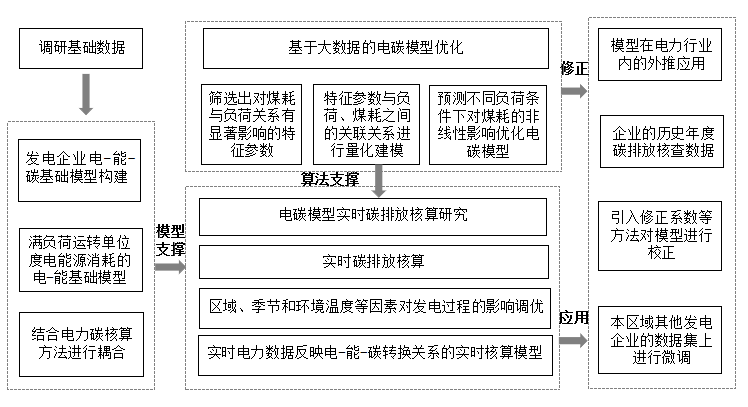 调研基础数据
发电企业电-能-
碳基础模型构建
满负荷运转单位
度电能源消耗的
电-能基础模型
结合电力碳核算
方法进行耦合
模型
支撑
基于大数据的电碳模型优化
筛选出对煤耗
与负荷关系有
显著影响的特
征参数
特征参数与负
荷、煤耗之间
的关联关系进
行量化建模
预测不同负荷条
件下对煤耗的非
线性影响优化电
碳模型
算法支撑
电碳模型实时碳排放核算研究
实时碳排放核算
区域、季节和环境温度等因素对发电过程的影响调优
实时电力数据反映电-能-碳转换关系的实时核算模型
修正
应用
模型在电力行业
内的外推应用
企业的历史年度
碳排放核查数据
引入修正系数等
方法对模型进行
校正
本区域其他发电
企业的数据集上
进行微调